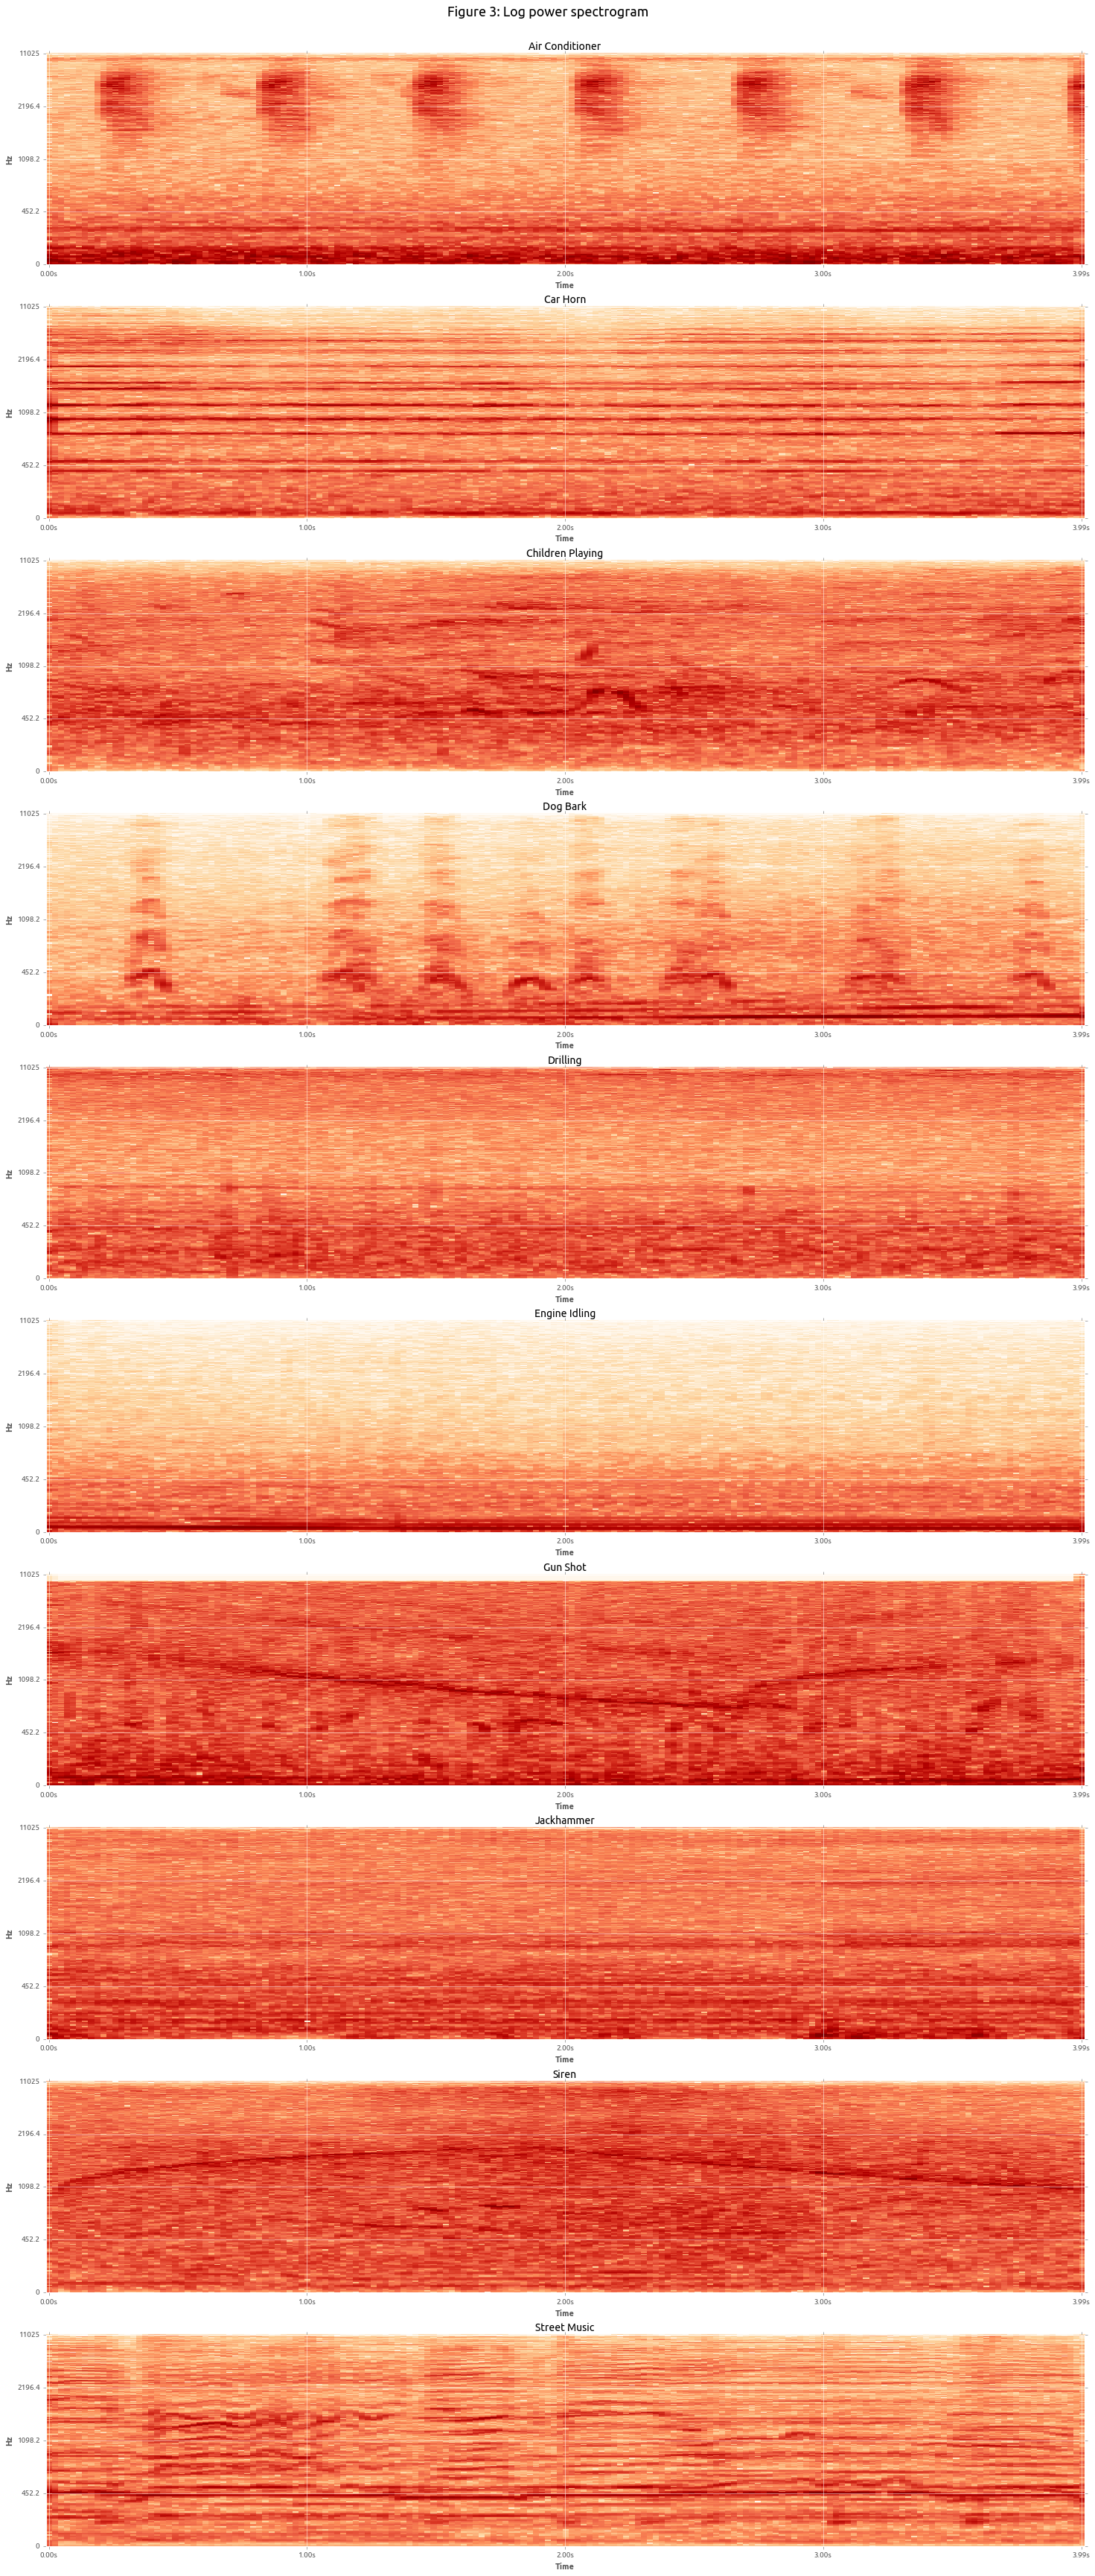 Figure 3: Log power spectrogram
Air Conditioner
11025
2196.4
1098.2
452.2
0
Hz
0.00s 1.00s 2.00s 3.00s 3.99s
Time
Car Horn
11025
2196.4
1098.2
452.2
0
Hz
0.00s 1.00s 2.00s 3.00s 3.99s
Time
Children Playing
11025
2196.4
1098.2
452.2
0
Hz
0.00s 1.00s 2.00s 3.00s 3.99s
Time
Dog Bark
11025
2196.4
1098.2
452.2
0
Hz
0.00s 1.00s 2.00s 3.00s 3.99s
Time
Drilling
11025
2196.4
1098.2
452.2
0
Hz
0.00s 1.00s 2.00s 3.00s 3.99s
Time
Engine Idling
11025
2196.4
1098.2
452.2
0
Hz
0.00s 1.00s 2.00s 3.00s 3.99s
Time
Gun Shot
11025
2196.4
1098.2
452.2
0
Hz
0.00s 1.00s 2.00s 3.00s 3.99s
Time
Jackhammer
11025
2196.4
1098.2
452.2
0
Hz
0.00s 1.00s 2.00s 3.00s 3.99s
Time
Siren
11025
2196.4
1098.2
452.2
0
Hz
0.00s 1.00s 2.00s 3.00s 3.99s
Time
Street Music
11025
2196.4
1098.2
452.2
0
Hz
0.00s 1.00s 2.00s 3.00s 3.99s
Time